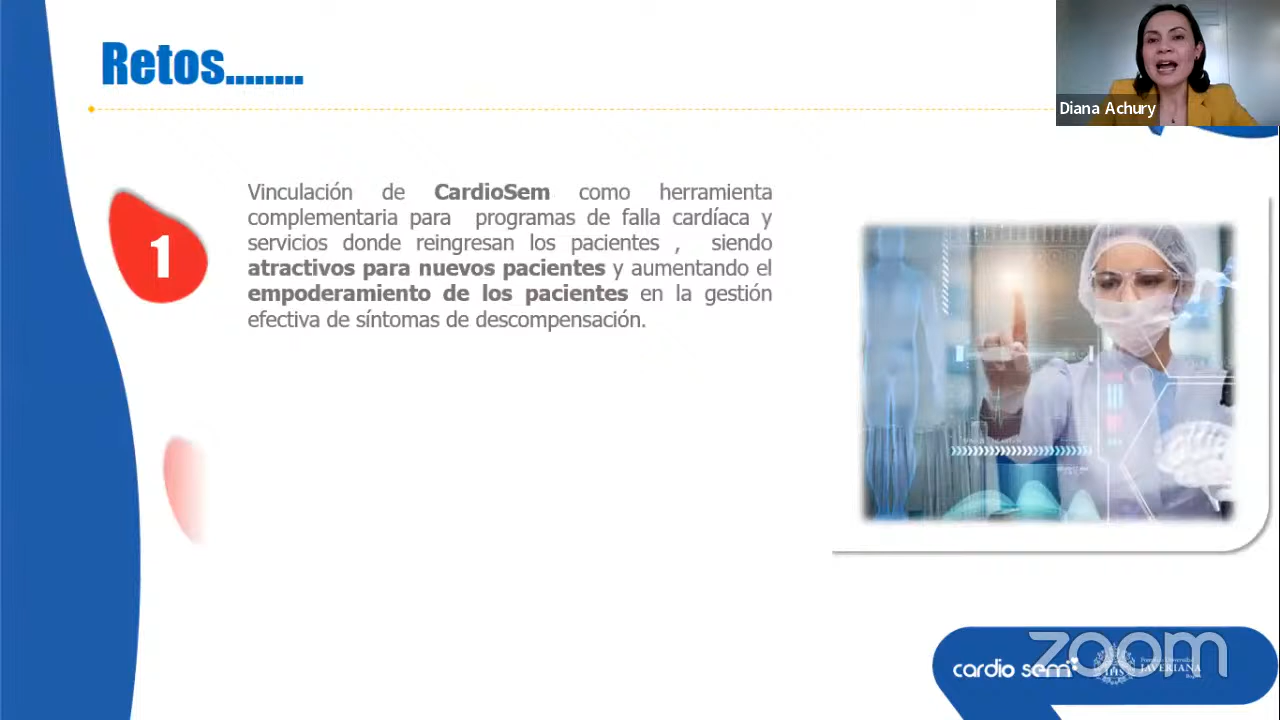 Retos........
Diana Achury
1
Vinculación de CardioSem como herramienta
complementaria para programas de falla cardíaca y
servicios donde reingresan los pacientes , siendo
atractivos para nuevos pacientes y aumentando el
empoderamiento de los pacientes en la gestión
efectiva de síntomas de descompensación.
zoom
cardio sem
JAVERIANA